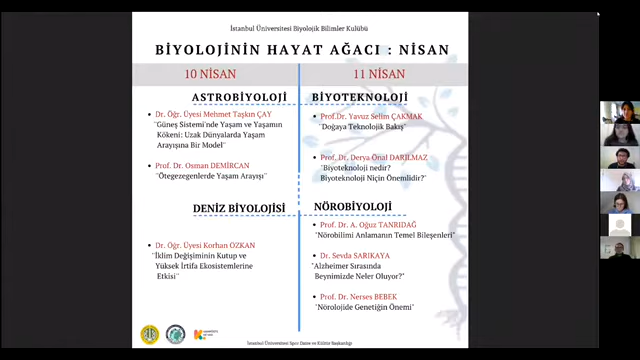 İstanbul Üniversitesi Biyolojik Bilimler Kulübü
BİYOLOJİNİN HAYAT AĞACI : NİSAN
10 NİSAN
11 NİSAN
ASTROBİYOLOJİ
Dr. Öğr. Üyesi Mehmet Taşkın ÇAY
"Güneş Sistemi'nde Yaşam ve Yaşamın
Kökeni: Uzak Dünyalarda Yaşam
Arayışına Bir Model"
Prof. Dr. Osman DEMİRCAN
"Ötegezegenlerde Yaşam Arayışı"
BİYOTEKNOLOJİ
Prof.Dr. Yavuz Selim ÇAKMAK
"Doğaya Teknolojik Bakış"
Prof. Dr. Derya Önal DARILMAZ
"Biyoteknoloji nedir?
Biyoteknoloji Niçin Önemlidir?"
DENİZ BİYOLOJİSİ
Dr. Öğr. Üyesi Korhan OZKAN
"İklim Değişiminin Kutup ve
Yüksek İrtifa Ekosistemlerine
Etkisi"
NÖROBİYOLOJİ
Prof. Dr. A. Oğuz TANRIDAĞ
"Nörobilimi Anlamanın Temel Bileşenleri"
Dr. Sevda SARIKAYA
"Alzheimer Sırasında
Beynimizde Neler Oluyor?"
Prof. Dr. Nerses BEBEK
"Nörolojide Genetiğin Önemi"
İstanbul Üniversitesi Spor Daire ve Kültür Başkanlığı